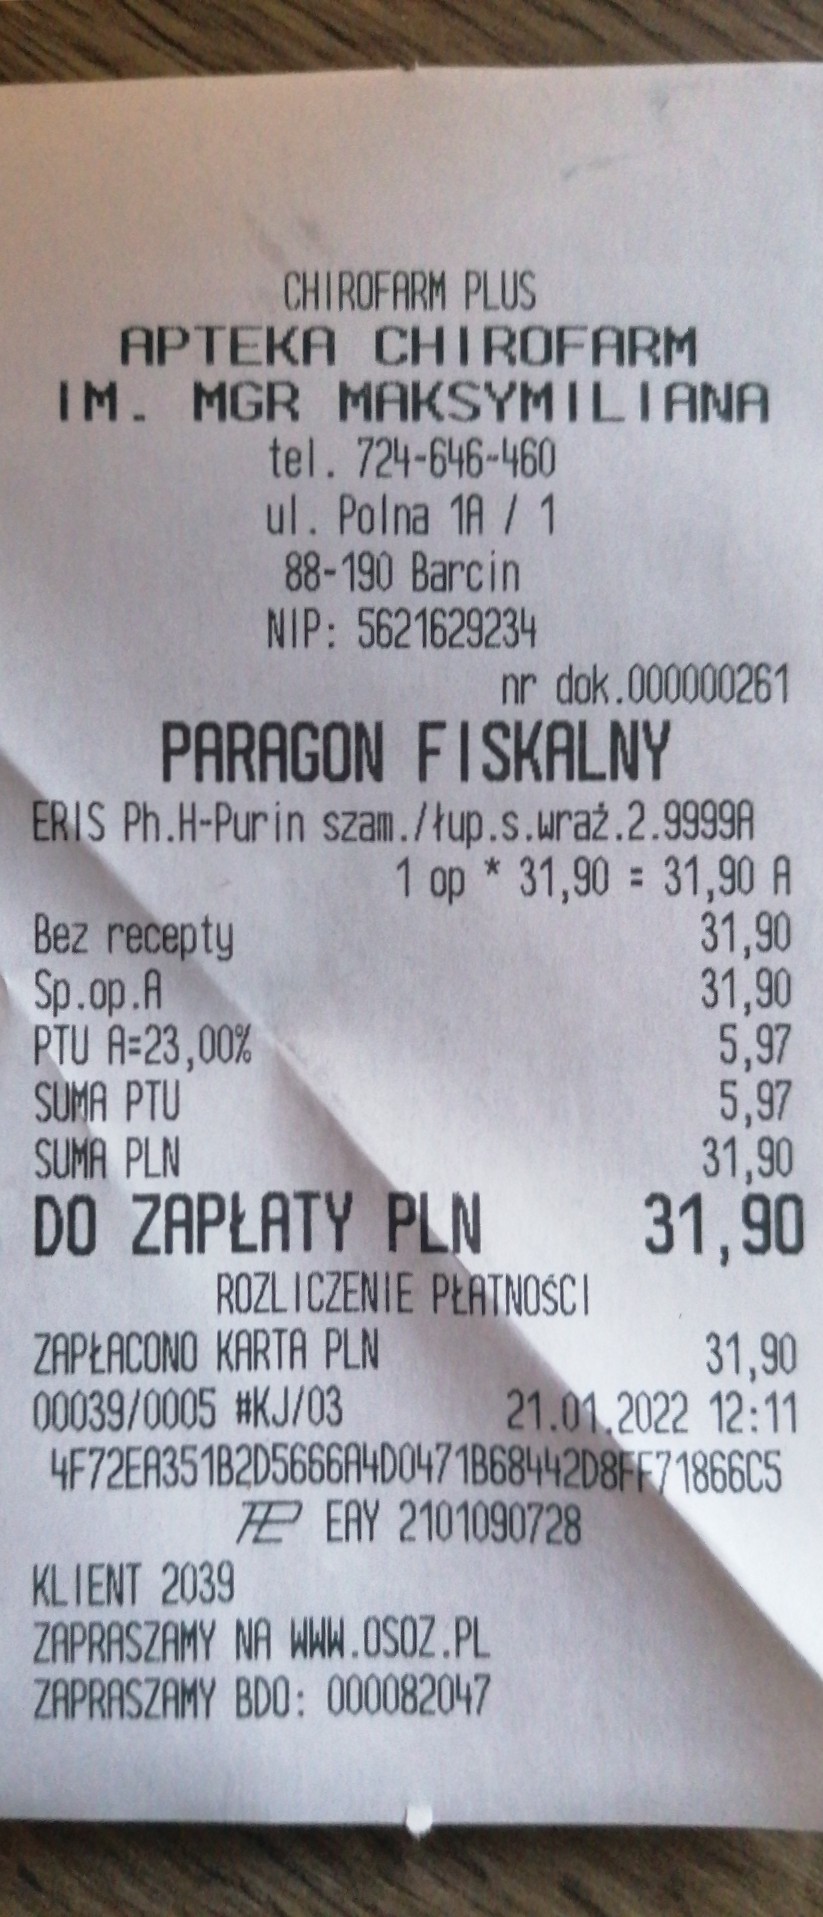 CHIROFARM PLUS
APTEKA CHIROFARM
IM. MGR MAKSYMILIANA
tel. 724-646-460
ul. Polna 1A / 1
88-190 Barcin
NIP: 5621629234
nr dok.000000261
PARAGON FISKALNY
ERIS Ph.H-Purin szam./łup.s.wraż.2.9999A
1 op * 31,90 = 31,90 A
Bez recepty 31,90
Sp.op.A 31,90
PTU A=23,00% 5,97
SUMA PTU 5,97
SUMA PLN 31,90
DO ZAPŁATY PLN 31,90
ROZLICZENIE PŁATNOŚCI
ZAPŁACONO KARTA PLN 31,90
00039/0005 #KJ/03 21.01.2022 12:11
4F72EA351B2D5666A4D0471B68442D8FF71866C5
EAY 2101090728
KLIENT 2039
ZAPRASZAMY NA WWW.OSOZ.PL
ZAPRASZAMY BDO: 000082047